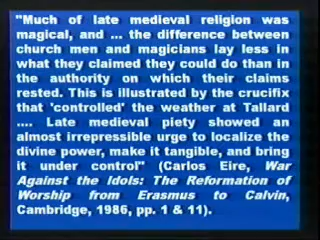 "Much of late medieval religion was
magical, and ... the difference between
church men and magicians lay less in
what they claimed they could do than in
the authority on which their claims
rested. This is illustrated by the crucifix
that 'controlled' the weather at Tallard
.... Late medieval piety showed an
almost irrepressible urge to localize the
divine power, make it tangible, and bring
it under control" (Carlos Eire, War
Against the Idols: The Reformation of
Worship from Erasmus to Calvin,
Cambridge, 1986, pp. 1 & 11).